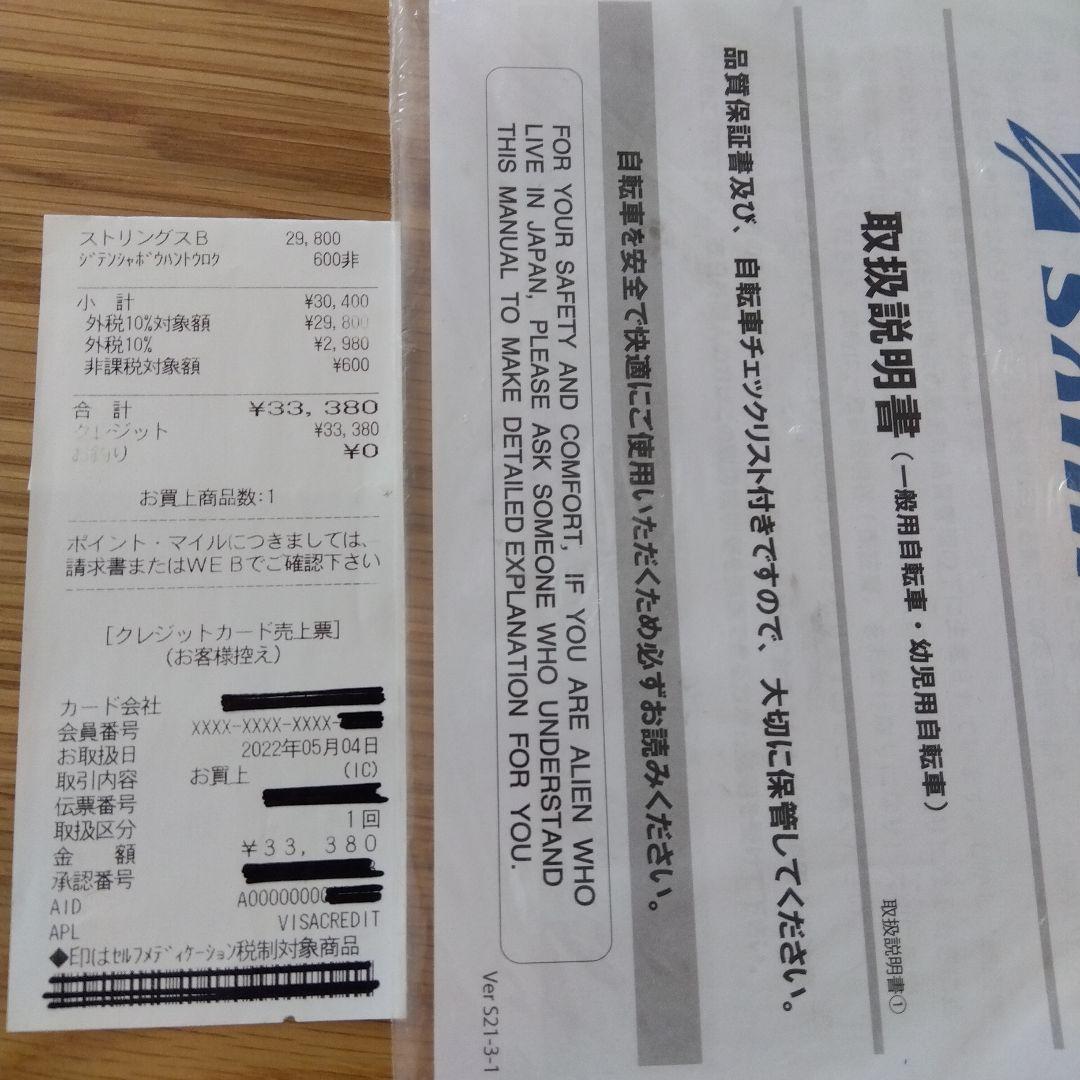 ストリングスB 29,800
ジテンシャボウハントウロク 600非
小 計 ¥30,400
外税10%対象額 ¥29,800
外税10% ¥2,980
非課税対象額 ¥600
合 計 ¥33,380
クレジット ¥33,380
お釣り ¥0
お買上商品数:1
ポイント・マイルにつきましては、
請求書またはWEBでご確認下さい
[クレジットカード売上票]
(お客様控え)
カード会社
会員番号 XXXX-XXXX-XXXX-
お取扱日 2022年05月04日
取引内容 お買上 (IC)
伝票番号
取扱区分 1回
金 額 ¥33,380
承認番号
AID A00000000
APL VISACREDIT
◆印はセルフメディケーション税制対象商品
取扱説明書(一般用自転車・幼児用自転車)
取扱説明書①
品質保証書及び、自転車チェックリスト付きですので、大切に保管してください。
自転車を安全で快適にご使用いただくため必ずお読みください。
FOR YOUR SAFETY AND COMFORT, IF YOU ARE ALIEN WHO
LIVE IN JAPAN, PLEASE ASK SOMEONE WHO UNDERSTAND
THIS MANUAL TO MAKE DETAILED EXPLANATION FOR YOU.
Ver S21-3-1